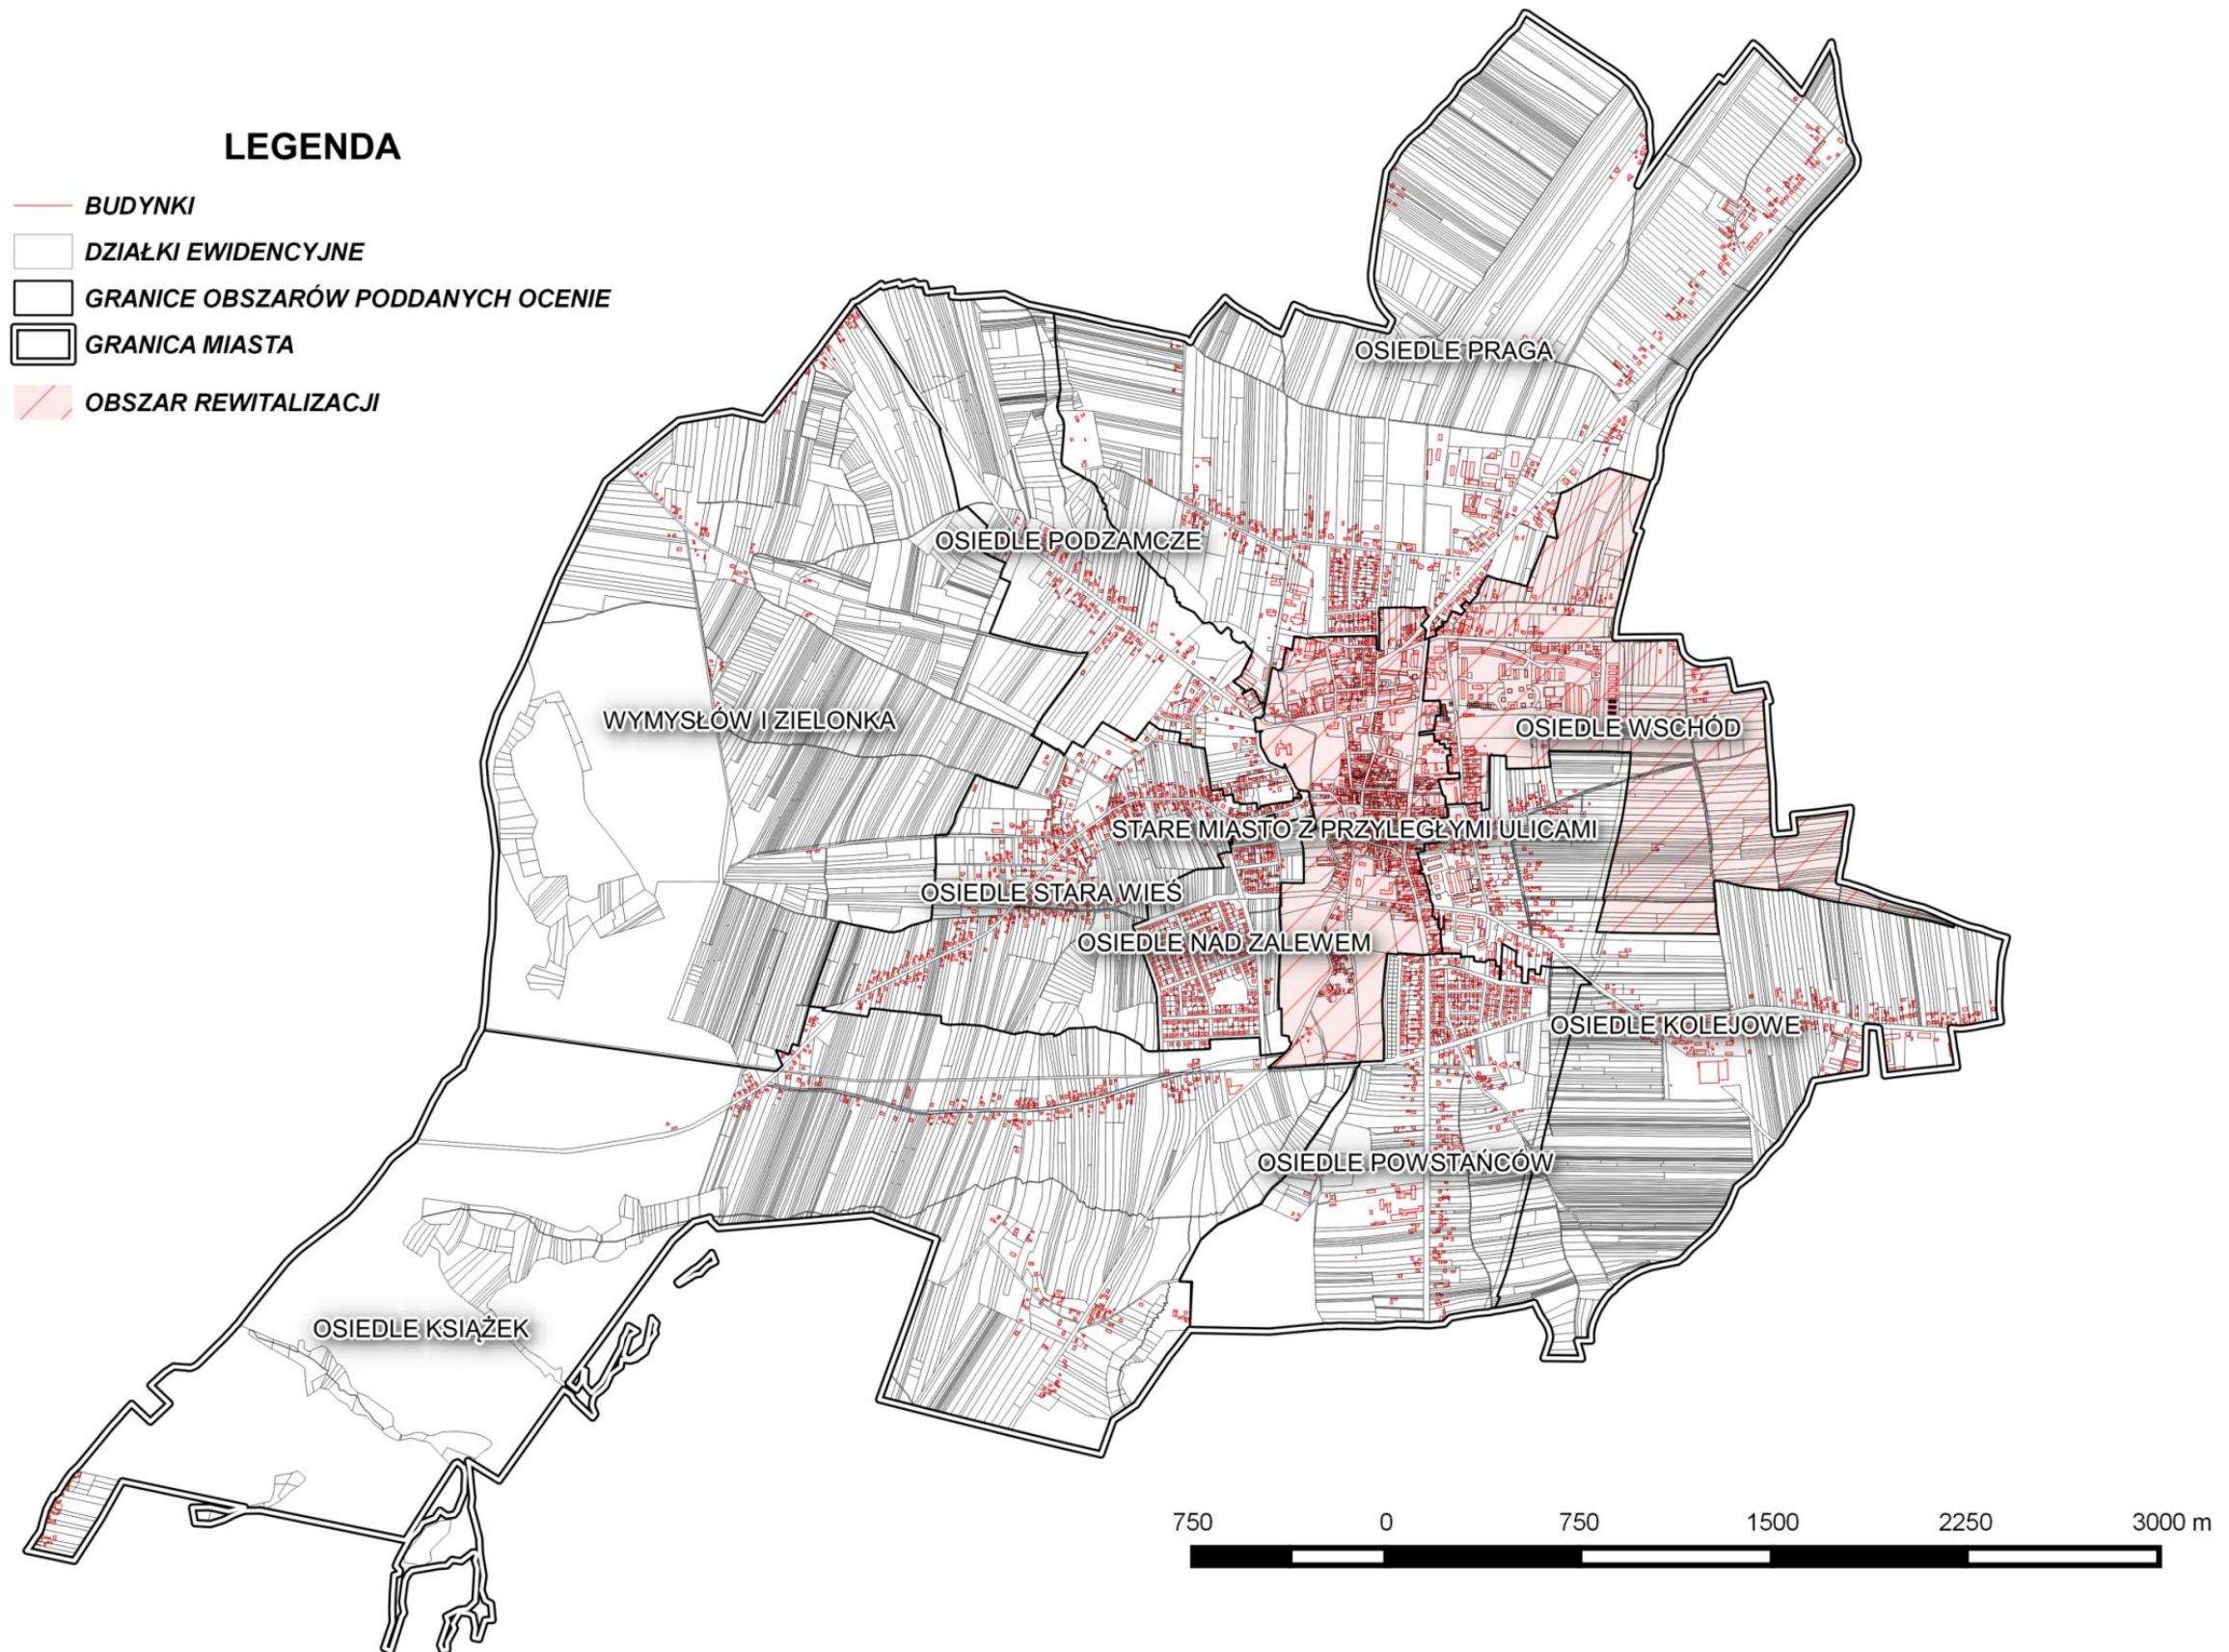 LEGENDA
BUDYNKI
DZIAŁKI EWIDENCYJNE
GRANICE OBSZARÓW PODDANYCH OCENIE
GRANICA MIASTA
OBSZAR REWITALIZACJI
OSIEDLE PRAGA
OSIEDLE PODZAMCZE
WYMYSŁÓW I ZIELONKA
OSIEDLE WSCHÓD
STARE MIASTO Z PRZYLEGŁYMI ULICAMI
OSIEDLE STARA WIEŚ
OSIEDLE NAD ZALEWEM
OSIEDLE KOLEJOWE
OSIEDLE POWSTAŃCÓW
OSIEDLE KSIĄŻEK
750 0 750 1500 2250 3000 m